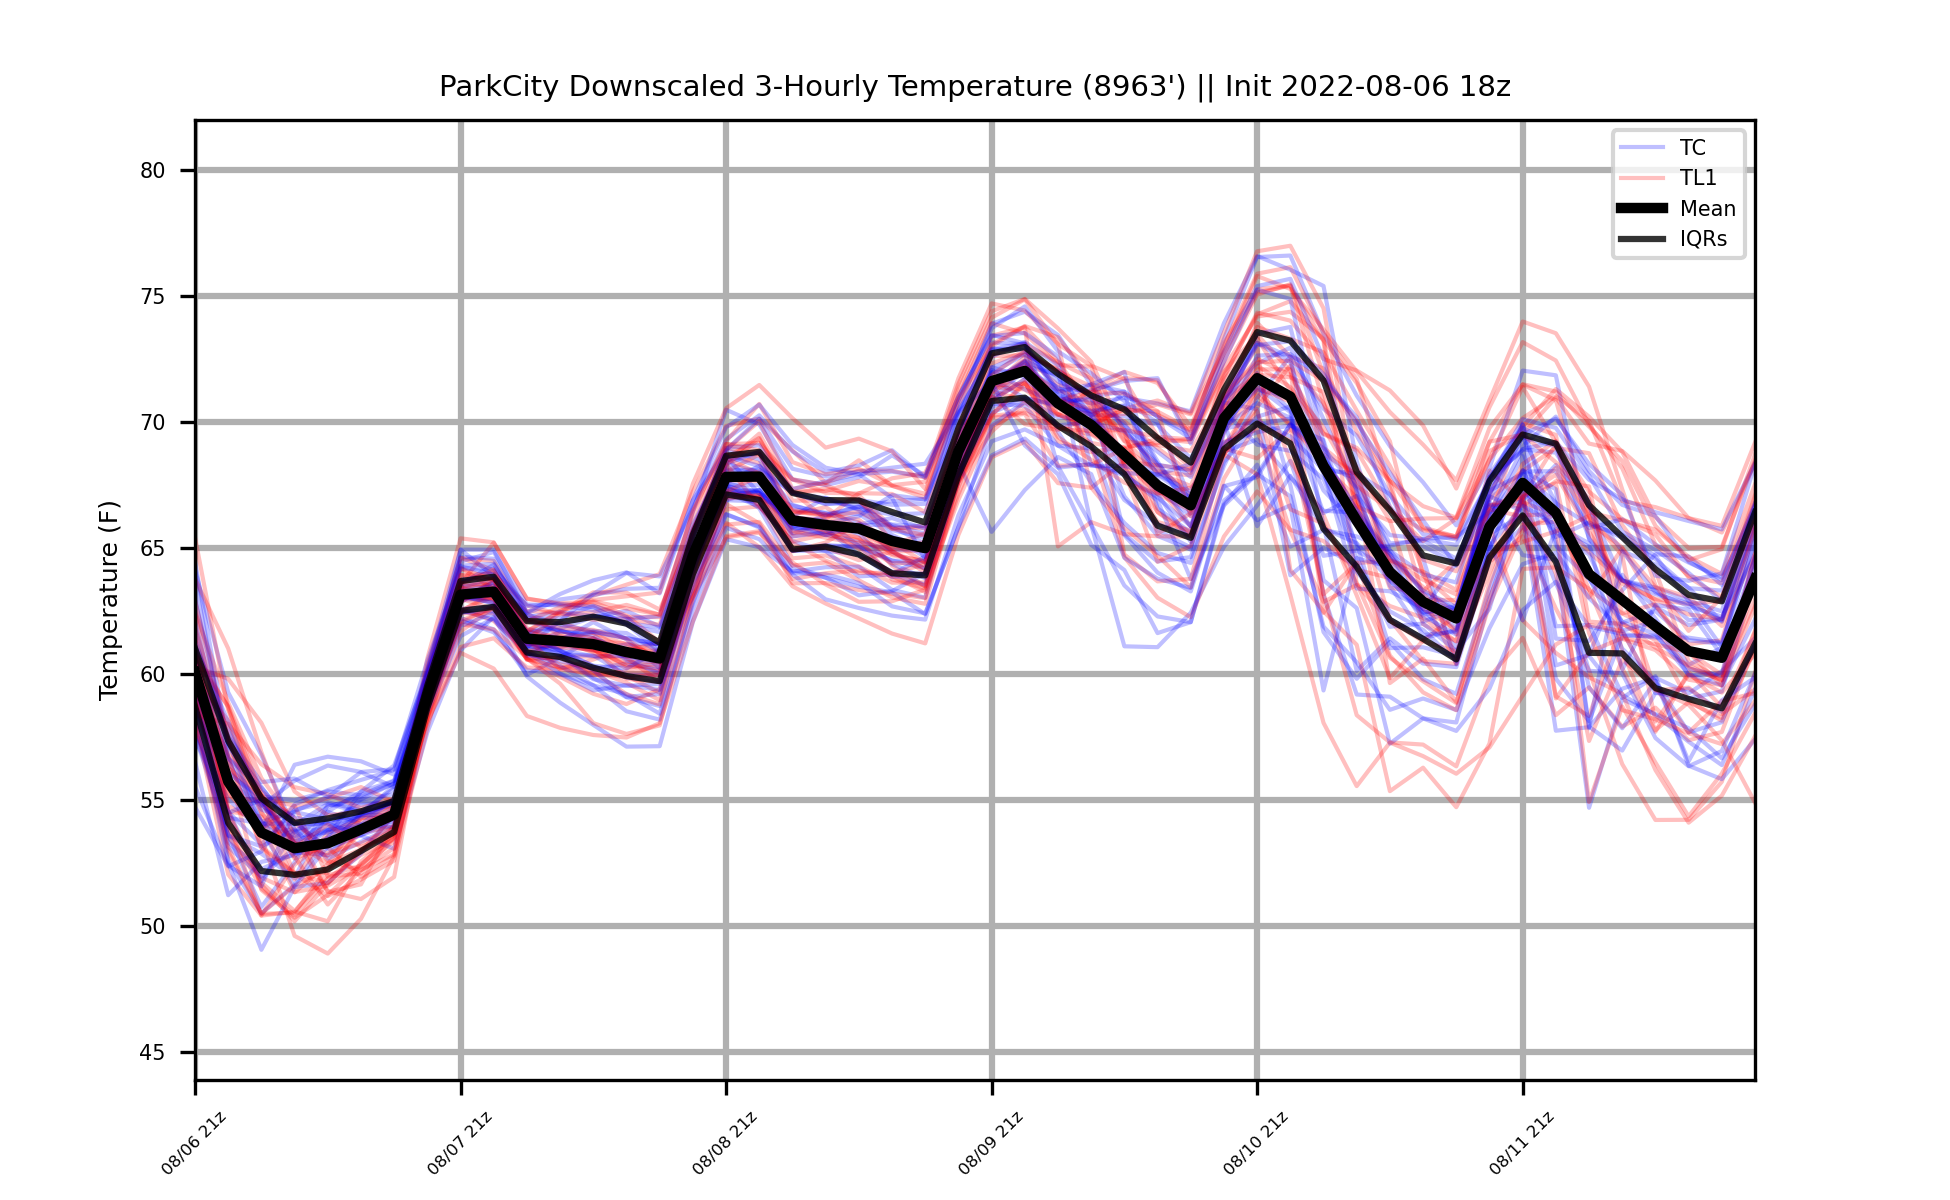 ParkCity Downscaled 3-Hourly Temperature (8963') || Init 2022-08-06 18z
TC
TL1
Mean
IQRs
Temperature (F)
80
75
70
65
60
55
50
45
08/06 21z
08/07 21z
08/08 21z
08/09 21z
08/10 21z
08/11 21z